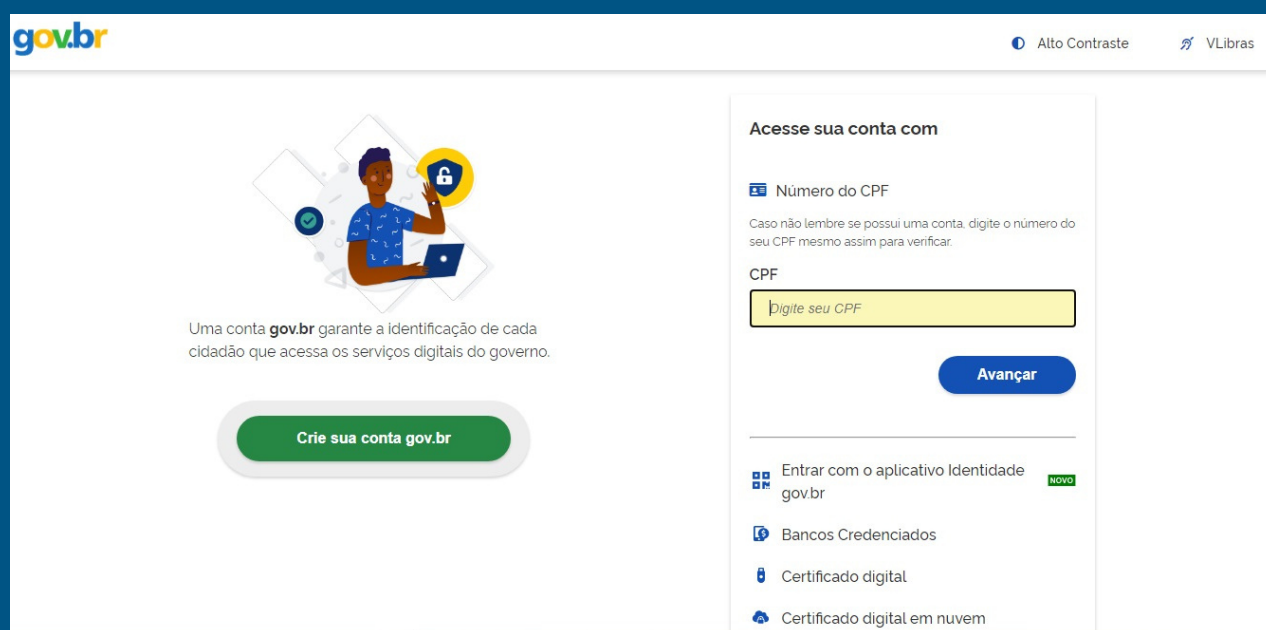 gov.br
Alto Contraste
VLibras
Uma conta gov.br garante a identificação de cada
cidadão que acessa os serviços digitais do governo.
Crie sua conta gov.br
Acesse sua conta com
Número do CPF
Caso não lembre se possui uma conta, digite o número do
seu CPF mesmo assim para verificar.
CPF
Digite seu CPF
Avançar
Entrar com o aplicativo Identidade
gov.br
NOVO
Bancos Credenciados
Certificado digital
Certificado digital em nuvem